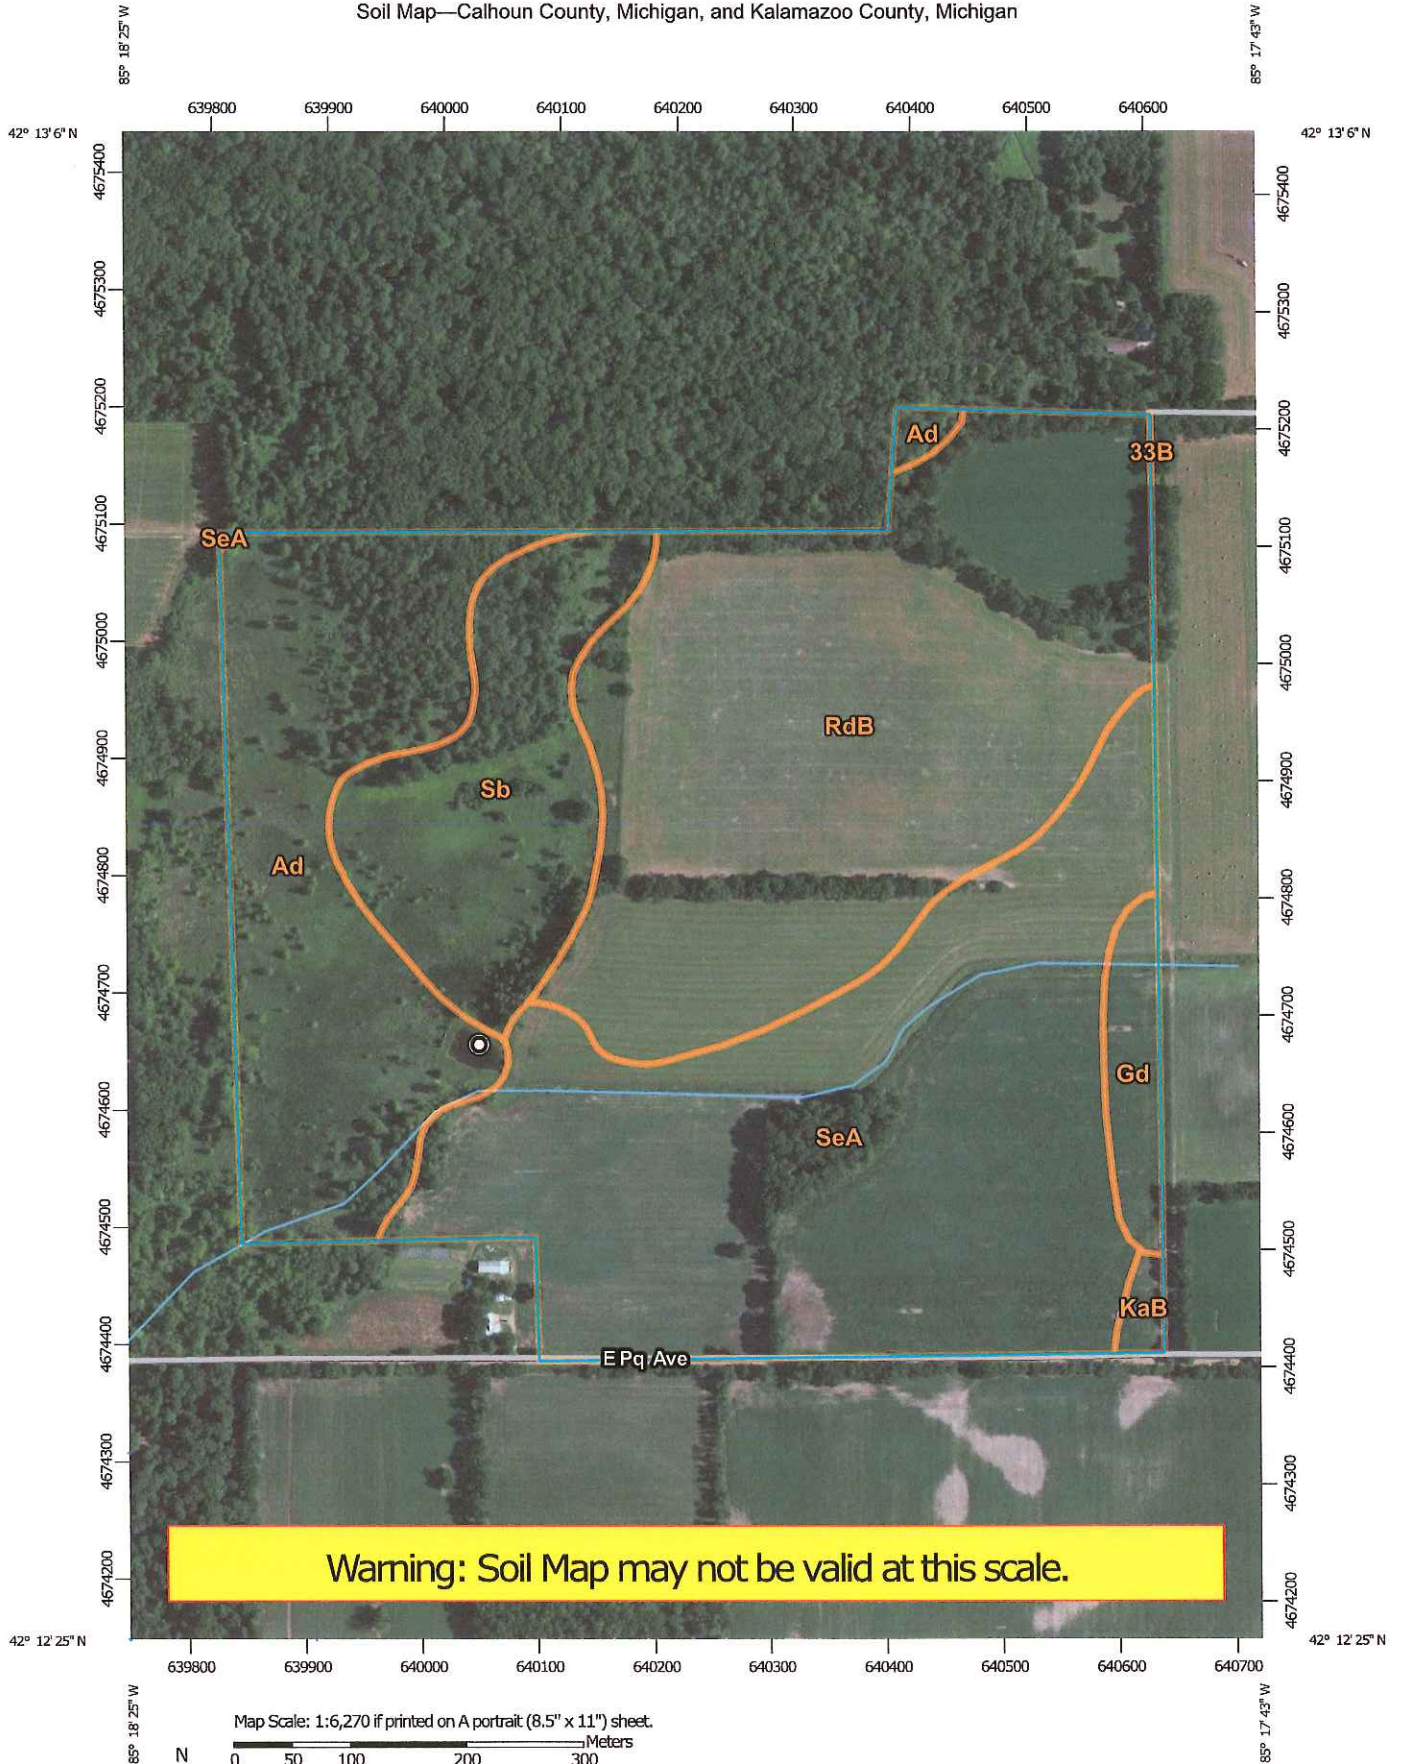 Soil Map—Calhoun County, Michigan, and Kalamazoo County, Michigan
85° 18' 25" W
85° 17' 43" W
639800 639900 640000 640100 640200 640300 640400 640500 640600
42° 13' 6" N
42° 13' 6" N
4675400
4675400
4675300
4675300
4675200
4675200
Ad
33B
4675100
4675100
SeA
4675000
4675000
RdB
4674900
4674900
Sb
Ad
4674800
4674800
4674700
4674700
Gd
4674600
4674600
SeA
4674500
4674500
KaB
4674400
4674400
E Pq Ave
4674300
4674300
Warning: Soil Map may not be valid at this scale.
4674200
4674200
42° 12' 25" N
42° 12' 25" N
639800 639900 640000 640100 640200 640300 640400 640500 640600 640700
85° 18' 25" W
85° 17' 43" W
Map Scale: 1:6,270 if printed on A portrait (8.5" x 11") sheet.
Meters
N
0 50 100 200 300